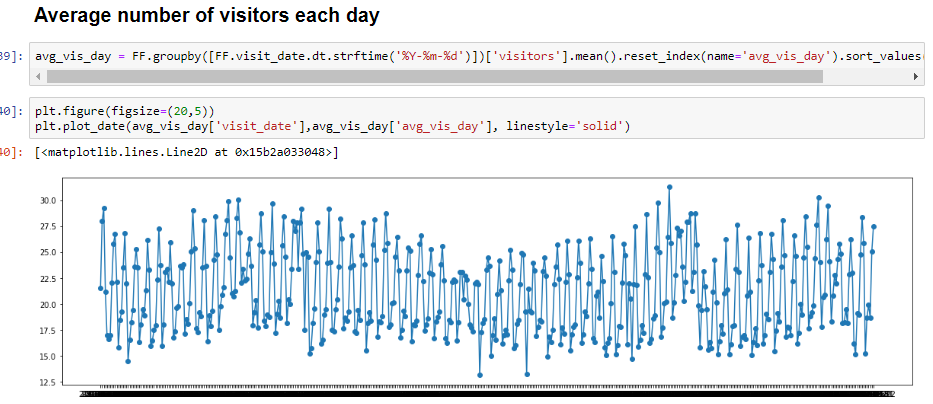 Average number of visitors each day
39]: avg_vis_day = FF.groupby([FF.visit_date.dt.strftime('%Y-%m-%d')])['visitors'].mean().reset_index(name='avg_vis_day').sort_values(
40]: plt.figure(figsize=(20,5))
plt.plot_date(avg_vis_day['visit_date'],avg_vis_day['avg_vis_day'], linestyle='solid')
40]: [<matplotlib.lines.Line2D at 0x15b2a033048>]
30.0
27.5
25.0
22.5
20.0
17.5
15.0
12.5